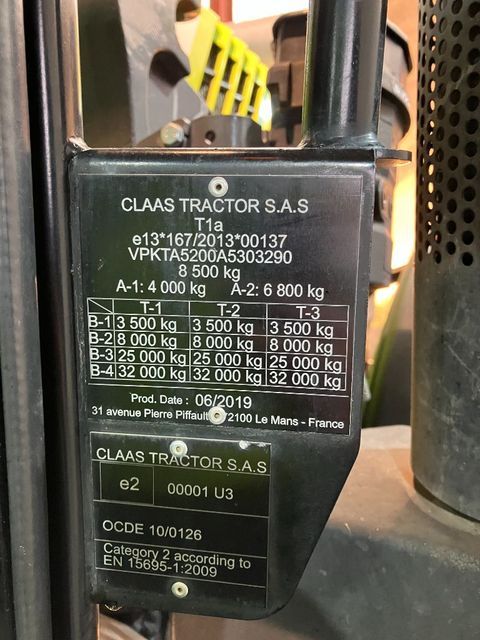 CLAAS TRACTOR S.A.S
T1a
e13*167/2013*00137
VPKTA5200A5303290
8 500 kg
A-1: 4 000 kg A-2: 6 800 kg
T-1 T-2 T-3
B-1 3 500 kg 3 500 kg 3 500 kg
B-2 8 000 kg 8 000 kg 8 000 kg
B-3 25 000 kg 25 000 kg 25 000 kg
B-4 32 000 kg 32 000 kg 32 000 kg
Prod. Date : 06/2019
31 avenue Pierre Piffault 72100 Le Mans - France
CLAAS TRACTOR S.A.S
e2 00001 U3
OCDE 10/0126
Category 2 according to
EN 15695-1:2009